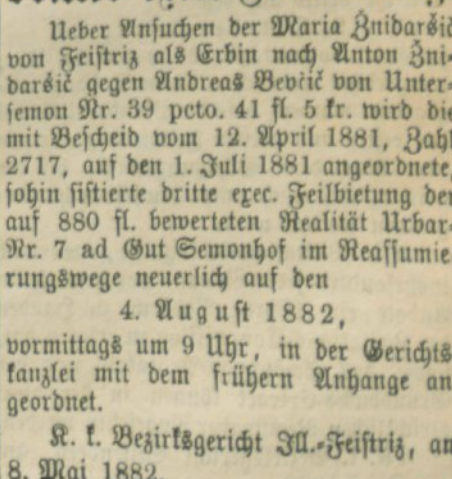 Ueber Ansuchen der Maria Žnidaršič
von Feistriz als Erbin nach Anton Žni-
daršič gegen Andreas Bevčič von Unter-
semon Nr. 39 pcto. 41 fl. 5 kr. wird die
mit Bescheid vom 12. April 1881, Zahl
2717, auf den 1. Juli 1881 angeordnete,
sohin sistierte dritte exec. Feilbietung der
auf 880 fl. bewerteten Realität Urbar-
Nr. 7 ad Gut Semonhof im Reassumie-
rungswege neuerlich auf den
4. August 1882,
vormittags um 9 Uhr, in der Gerichts-
kanzlei mit dem frühern Anhange an-
geordnet.
K. k. Bezirksgericht Ill.-Feistriz, am
8. Mai 1882.